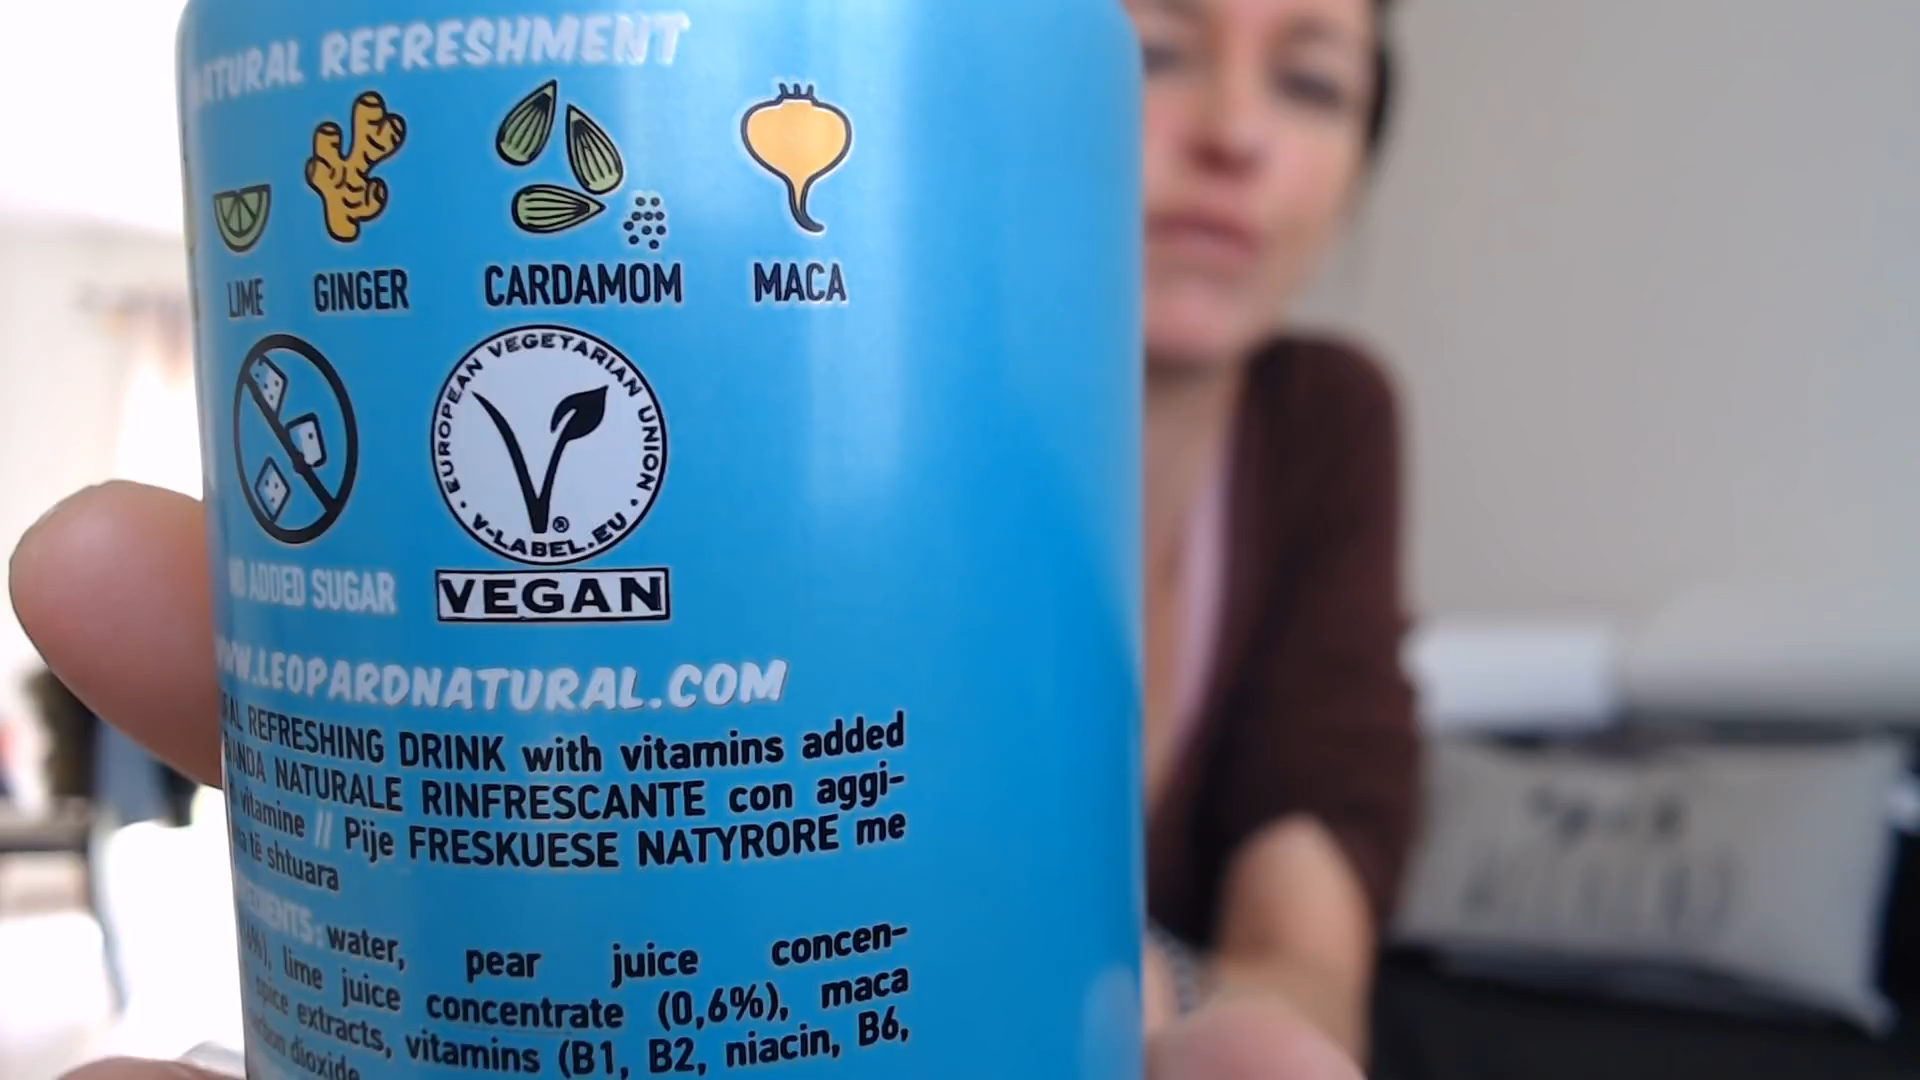 NATURAL REFRESHMENT
LIME GINGER CARDAMOM MACA
EUROPEAN VEGETARIAN UNION
V-LABEL.EU
®
NO ADDED SUGAR
VEGAN
WWW.LEOPARDNATURAL.COM
REFRESHING DRINK with vitamins added
NATURALE RINFRESCANTE con aggi-
vitamine // Pije FRESKUESE NATYRORE me
të shtuara
water, pear juice concen-
lime juice concentrate (0,6%), maca
spice extracts, vitamins (B1, B2, niacin, B6,
dioxide